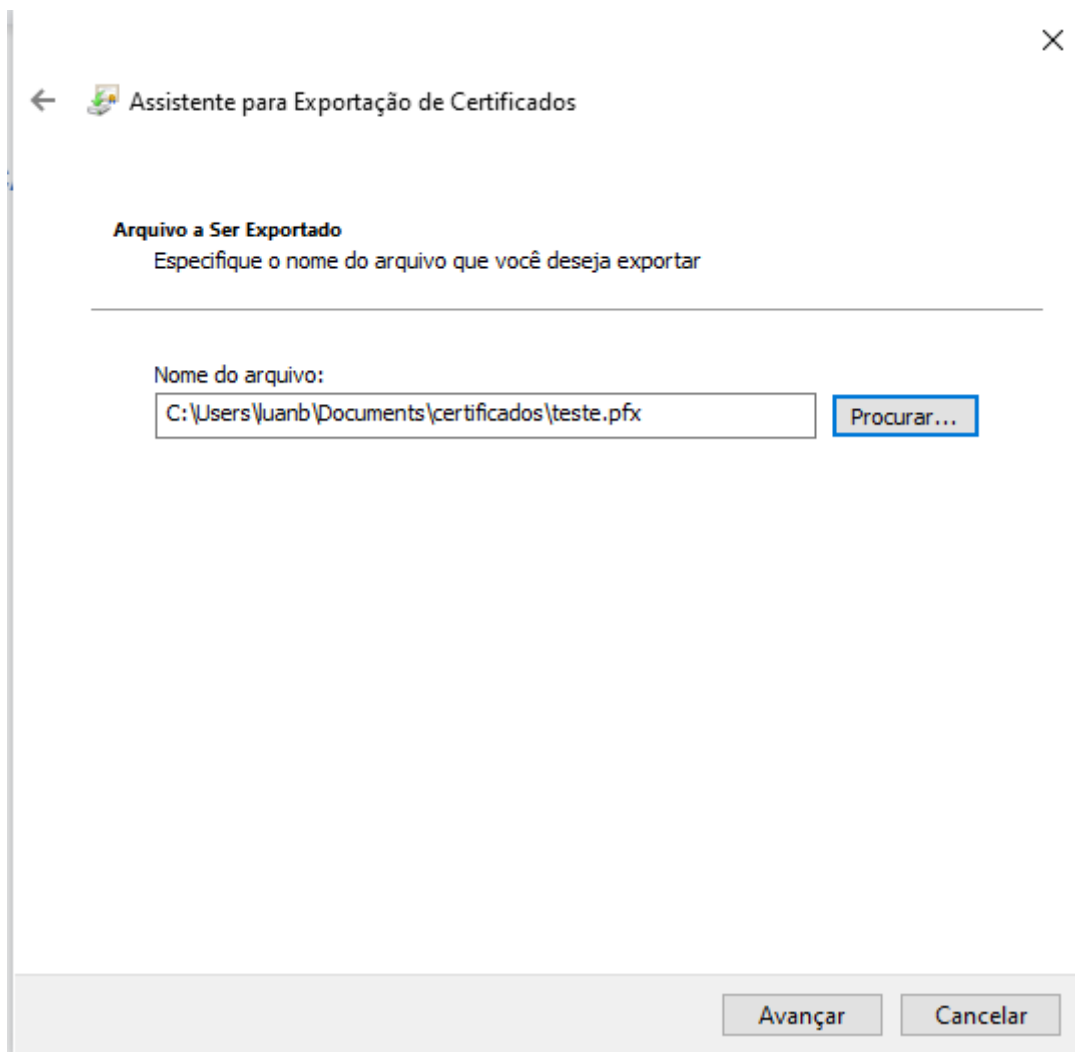 Assistente para Exportação de Certificados
Arquivo a Ser Exportado
Especifique o nome do arquivo que você deseja exportar
Nome do arquivo:
C:\Users\luanb\Documents\certificados\teste.pfx
Procurar...
Avançar
Cancelar